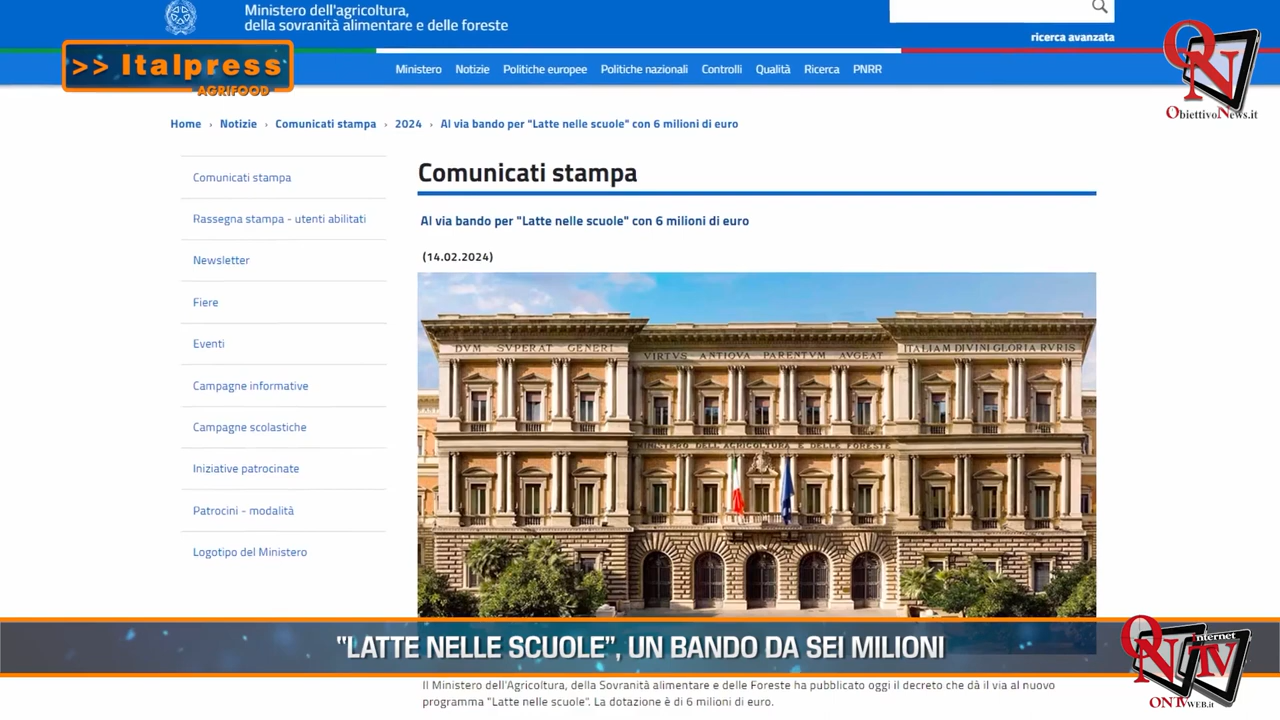 Ministero dell'agricoltura,
della sovranità alimentare e delle foreste
ricerca avanzata
>> Italpress
AGRIFOOD
Ministero Notizie Politiche europee Politiche nazionali Controlli Qualità Ricerca PNRR
ON
ObiettivoNews.it
Home › Notizie › Comunicati stampa › 2024 › Al via bando per "Latte nelle scuole" con 6 milioni di euro
Comunicati stampa
Rassegna stampa - utenti abilitati
Newsletter
Fiere
Eventi
Campagne informative
Campagne scolastiche
Iniziative patrocinate
Patrocini - modalità
Logotipo del Ministero
Comunicati stampa
Al via bando per "Latte nelle scuole" con 6 milioni di euro
(14.02.2024)
DVM SVPERAT GENERI VIRTVS ANTIQVA PARENTVM AVGEAT ITALIAM DIVINI GLORIA RVRIS
MINISTERO DELL'AGRICOLTURA E DELLE FORESTE
"LATTE NELLE SCUOLE", UN BANDO DA SEI MILIONI
internet
ON TV
ONTVWEB.it
Il Ministero dell'Agricoltura, della Sovranità alimentare e delle Foreste ha pubblicato oggi il decreto che dà il via al nuovo
programma "Latte nelle scuole". La dotazione è di 6 milioni di euro.